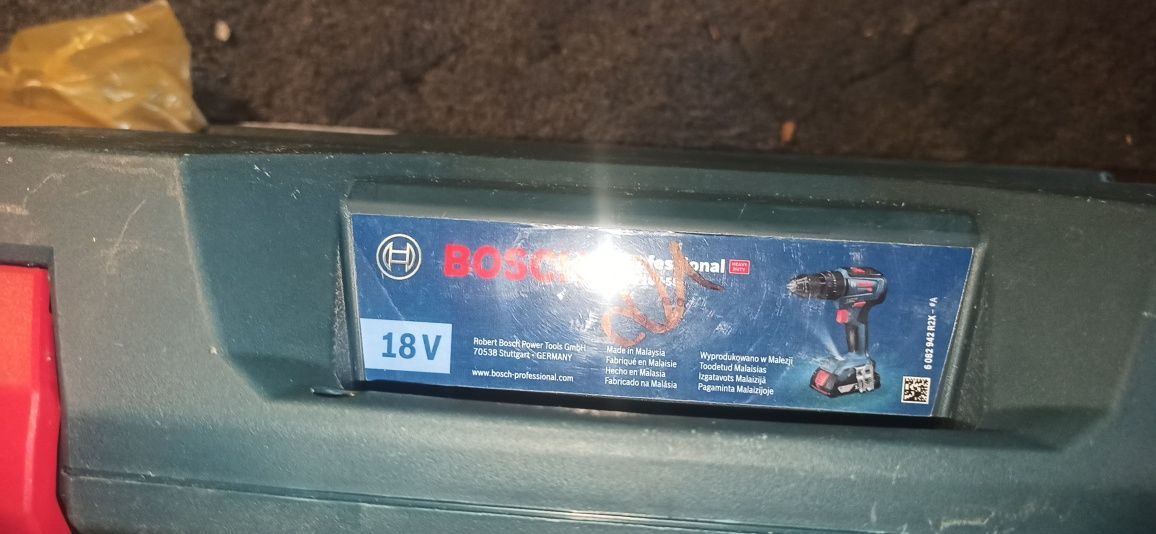 BOSCH
HEAVY
DUTY
18 V
Robert Bosch Power Tools GmbH
70538 Stuttgart - GERMANY
www.bosch-professional.com
Made in Malaysia
Fabriqué en Malaisie
Hecho en Malasia
Fabricado na Malásia
Wyprodukowano w Malezji
Toodetud Malaisias
Izgatavots Malaizijā
Pagaminta Malaizijoje
6 082 942 R2X - #A